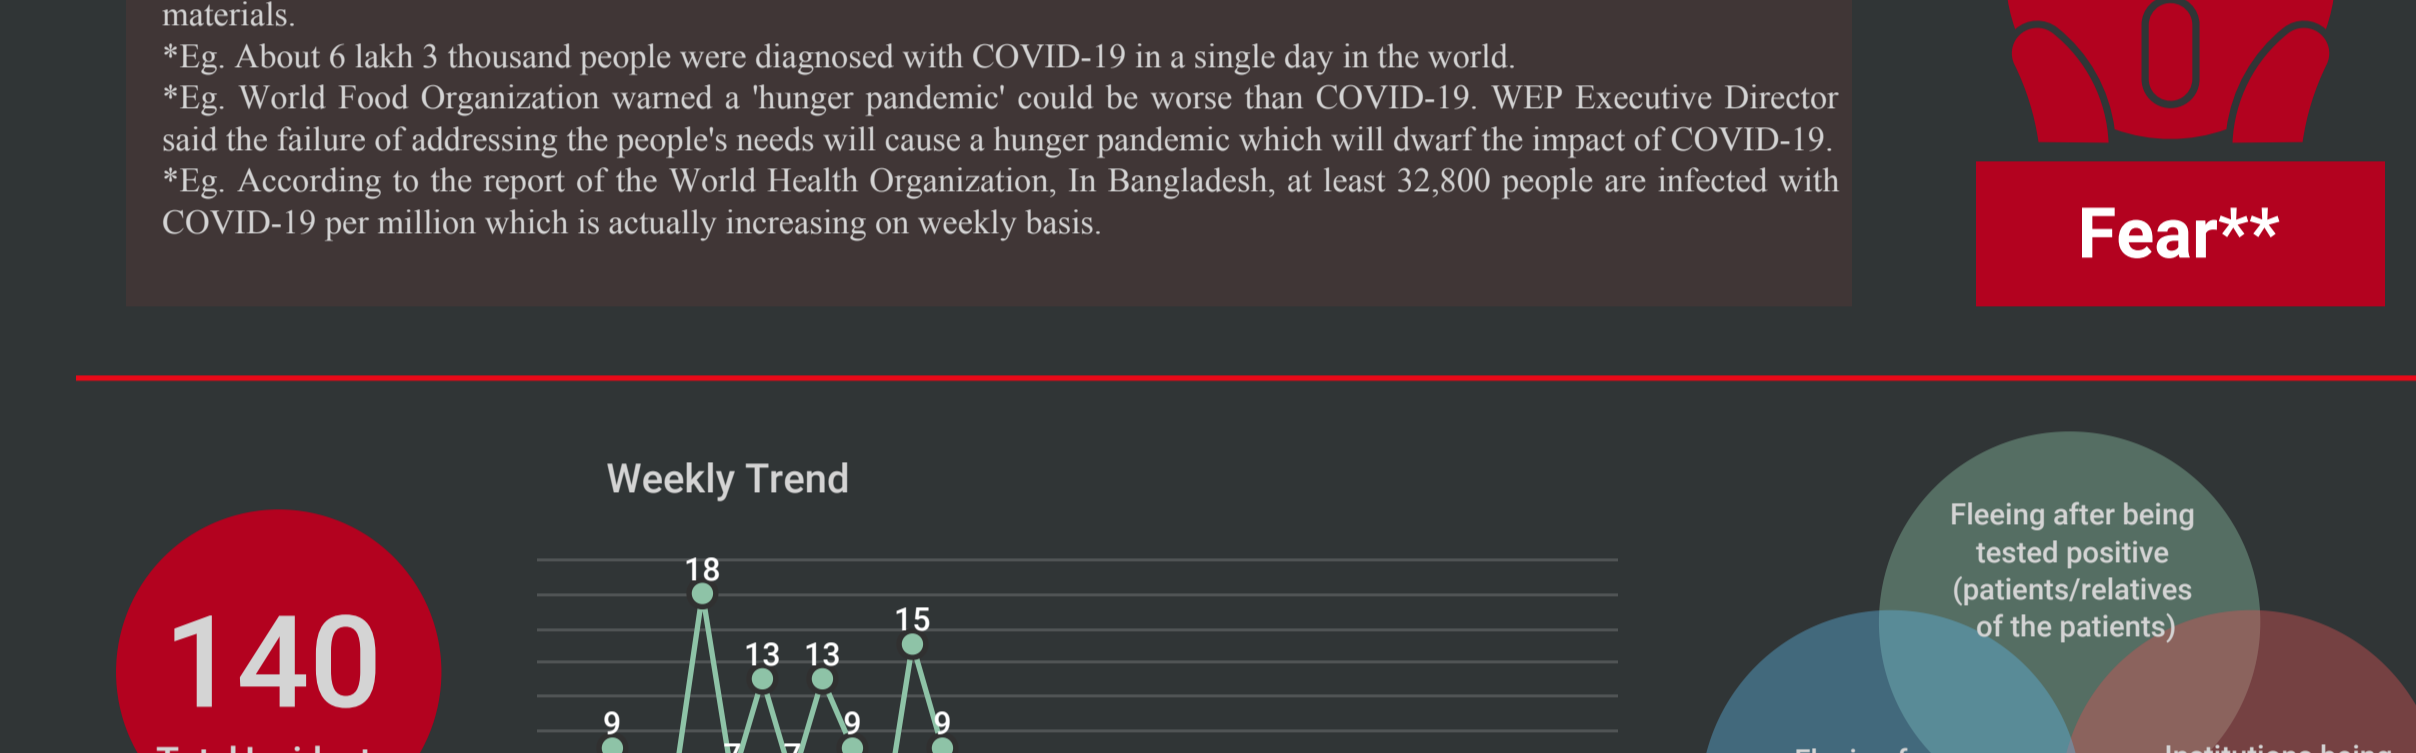 materials.
*Eg. About 6 lakh 3 thousand people were diagnosed with COVID-19 in a single day in the world.
*Eg. World Food Organization warned a 'hunger pandemic' could be worse than COVID-19. WEP Executive Director
said the failure of addressing the people's needs will cause a hunger pandemic which will dwarf the impact of COVID-19.
*Eg. According to the report of the World Health Organization, In Bangladesh, at least 32,800 people are infected with
COVID-19 per million which is actually increasing on weekly basis.
Fear**
Weekly Trend
140
18
15
13 13
9
9
9
7
7
Fleeing after being
tested positive
(patients/relatives
of the patients)